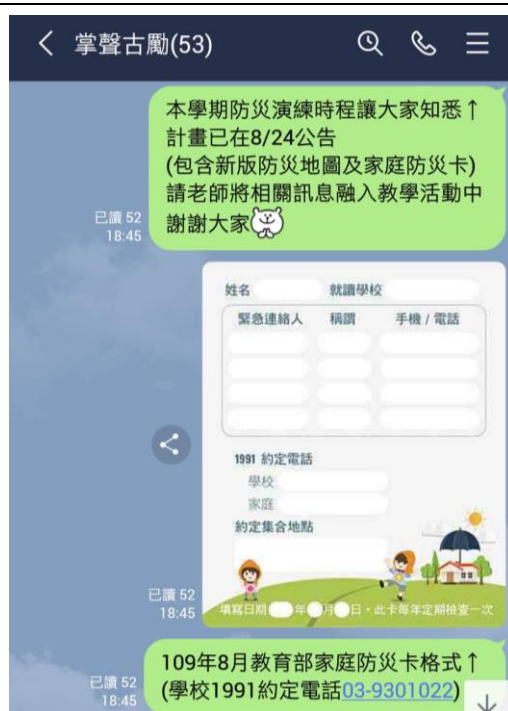 掌聲古勵(53)
本學期防災演練時程讓大家知悉↑
計畫已在8/24公告
(包含新版防災地圖及家庭防災卡)
請老師將相關訊息融入教學活動中
謝謝大家
已讀 52
18:45
姓名 就讀學校
緊急連絡人 稱謂 手機 / 電話
1991 約定電話
學校
家庭
約定集合地點
填寫日期 年 月 日・此卡每年定期檢查一次
已讀 52
18:45
109年8月教育部家庭防災卡格式↑
(學校1991約定電話03-9301022)
已讀 52
18:45